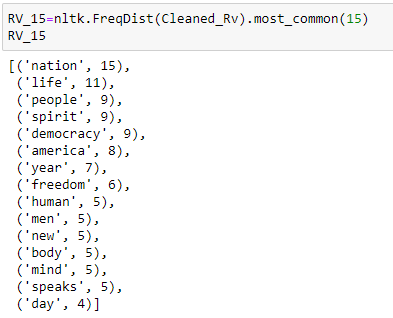 RV_15=nltk.FreqDist(Cleaned_Rv).most_common(15)
RV_15
[('nation', 15),
('life', 11),
('people', 9),
('spirit', 9),
('democracy', 9),
('america', 8),
('year', 7),
('freedom', 6),
('human', 5),
('men', 5),
('new', 5),
('body', 5),
('mind', 5),
('speaks', 5),
('day', 4)]